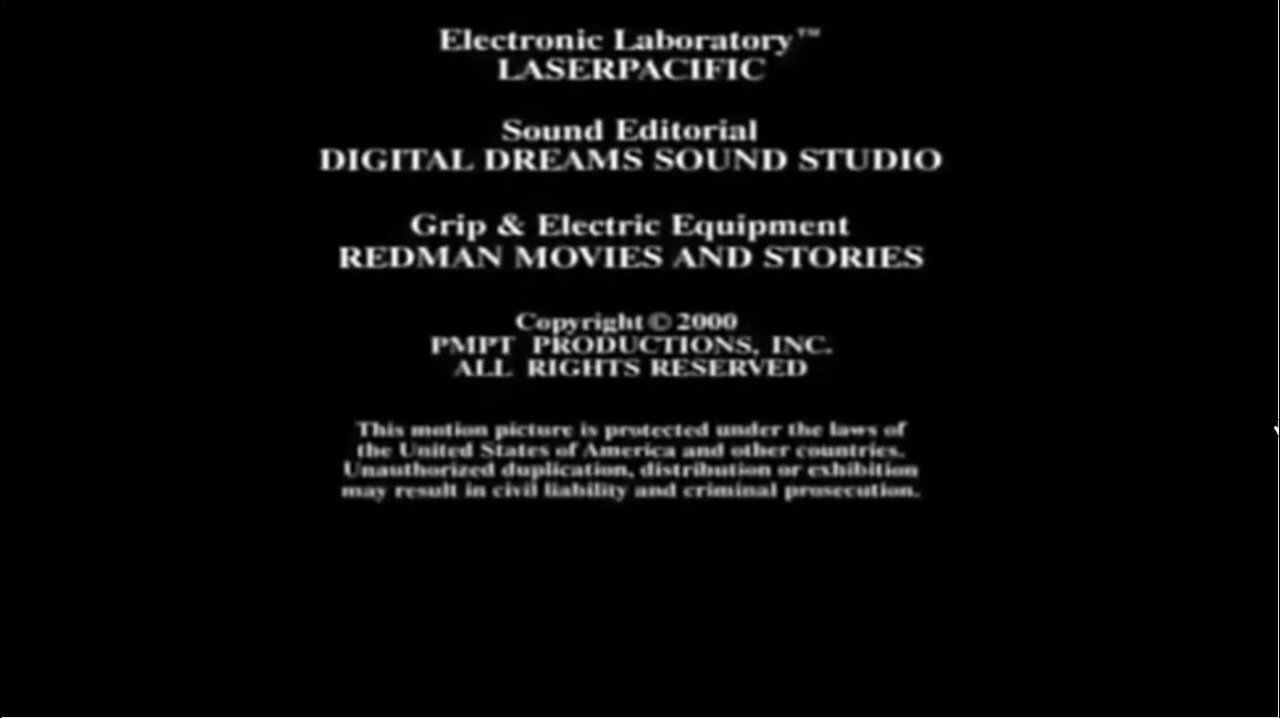 Electronic Laboratory™
LASERPACIFIC
Sound Editorial
DIGITAL DREAMS SOUND STUDIO
Grip & Electric Equipment
REDMAN MOVIES AND STORIES
Copyright © 2000
PMPT PRODUCTIONS, INC.
ALL RIGHTS RESERVED
This motion picture is protected under the laws of
the United States of America and other countries.
Unauthorized duplication, distribution or exhibition
may result in civil liability and criminal prosecution.